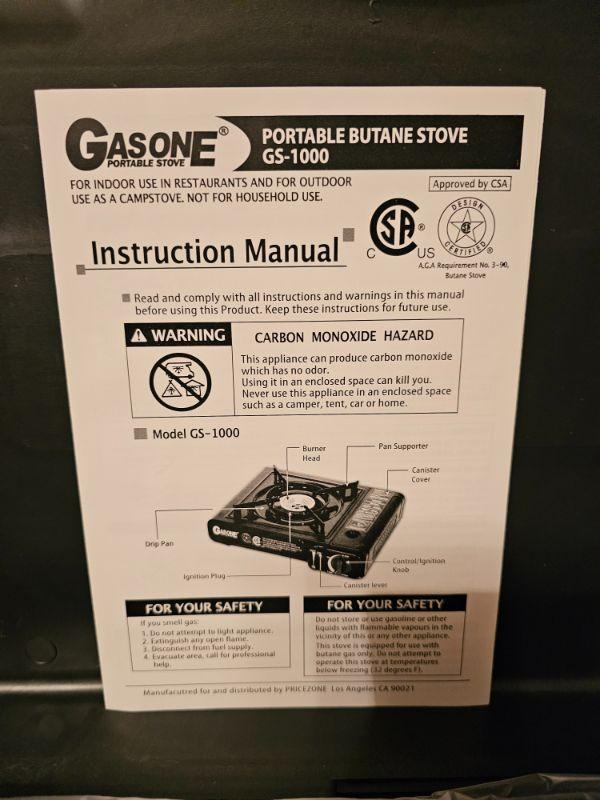 GASONE®
PORTABLE STOVE
PORTABLE BUTANE STOVE
GS-1000
FOR INDOOR USE IN RESTAURANTS AND FOR OUTDOOR
USE AS A CAMPSTOVE. NOT FOR HOUSEHOLD USE.
Approved by CSA
CSA®
C US
DESIGN
CERTIFIED®
A.G.A Requirement No. 3-90,
Butane Stove
Instruction Manual
Read and comply with all instructions and warnings in this manual
before using this Product. Keep these instructions for future use.
WARNING
CARBON MONOXIDE HAZARD
This appliance can produce carbon monoxide
which has no odor.
Using it in an enclosed space can kill you.
Never use this appliance in an enclosed space
such as a camper, tent, car or home.
Model GS-1000
Burner
Head
Pan Supporter
Canister
Cover
GASONE
Drip Pan
Ignition Plug
Control/Ignition
Knob
Canister lever
FOR YOUR SAFETY
If you smell gas:
1. Do not attempt to light appliance.
2. Extinguish any open flame.
3. Disconnect from fuel supply.
4. Evacuate area, call for professional
help.
FOR YOUR SAFETY
Do not store or use gasoline or other
liquids with flammable vapours in the
vicinity of this or any other appliance.
This stove is equipped for use with
butane gas only. Do not attempt to
operate this stove at temperatures
below freezing (32 degrees F).
Manfacutred for and distributed by PRICEZONE Los Angeles CA 90021